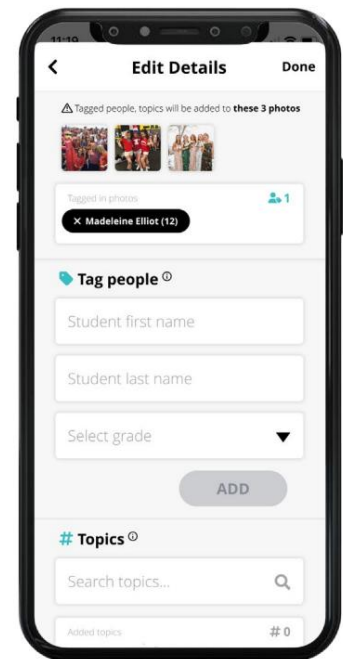 11:19
Edit Details Done
Tagged people, topics will be added to these 3 photos
Tagged in photos 1
× Madeleine Elliot (12)
Tag people
Student first name
Student last name
Select grade
ADD
# Topics
Search topics...
Added topics # 0